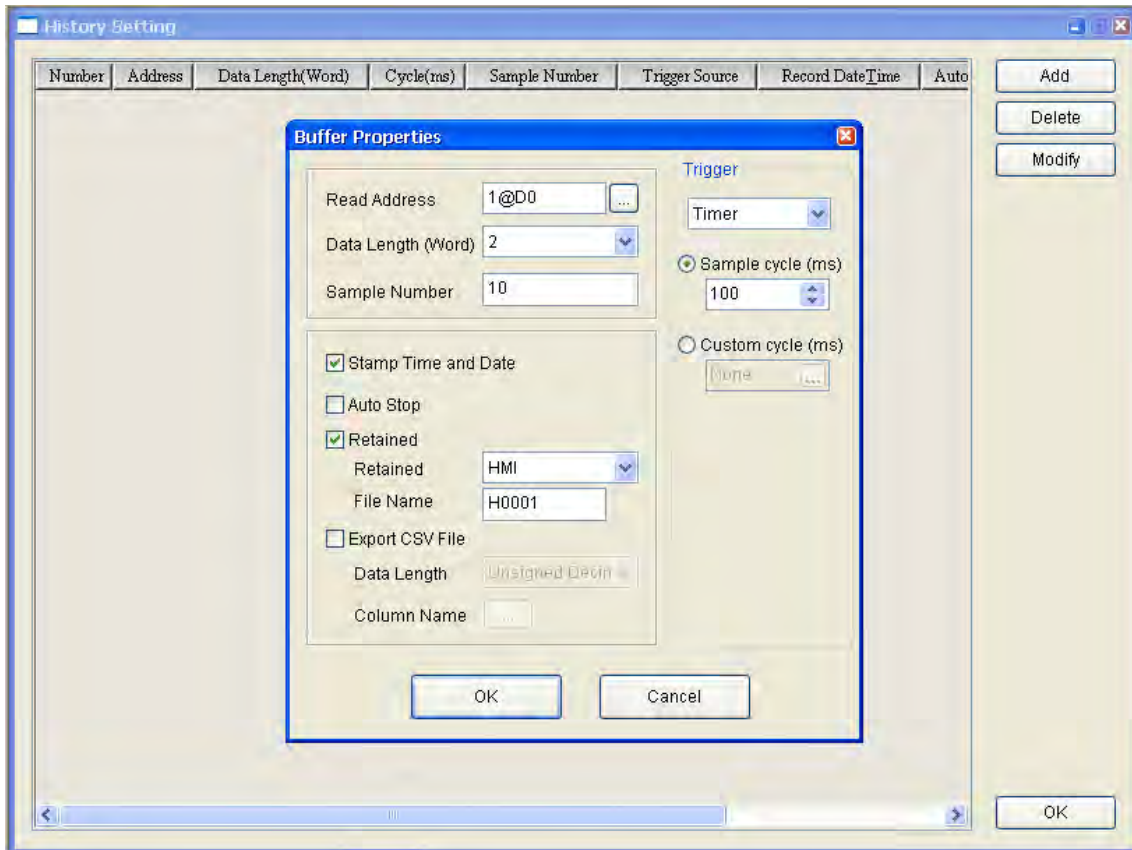 History Setting
Number Address Data Length(Word) Cycle(ms) Sample Number Trigger Source Record DateTime Auto
Add
Delete
Modify
Buffer Properties
Read Address 1@D0 ...
Data Length (Word) 2
Sample Number 10
Trigger
Timer
Sample cycle (ms)
100
Custom cycle (ms)
None ...
Stamp Time and Date
Auto Stop
Retained
Retained HMI
File Name H0001
Export CSV File
Data Length Unsigned Decin
Column Name ...
OK Cancel
OK